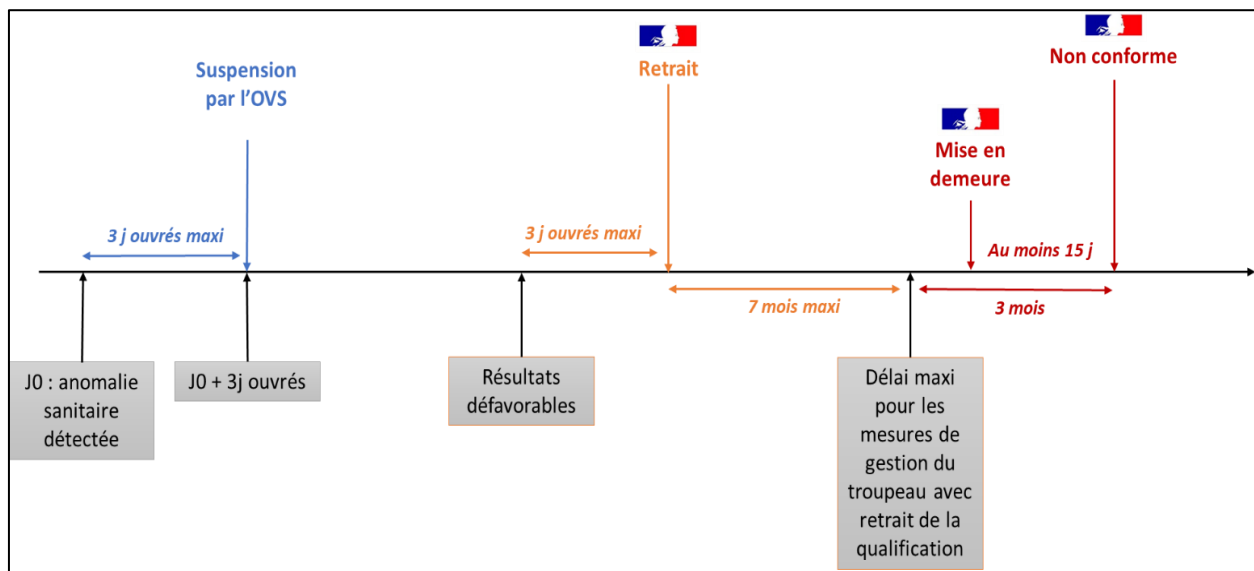 Suspension
par l’OVS
Retrait
Non conforme
Mise en
demeure
3 j ouvrés maxi
3 j ouvrés maxi
Au moins 15 j
7 mois maxi
3 mois
J0 : anomalie
sanitaire
détectée
J0 + 3j ouvrés
Résultats
défavorables
Délai maxi
pour les
mesures de
gestion du
troupeau avec
retrait de la
qualification